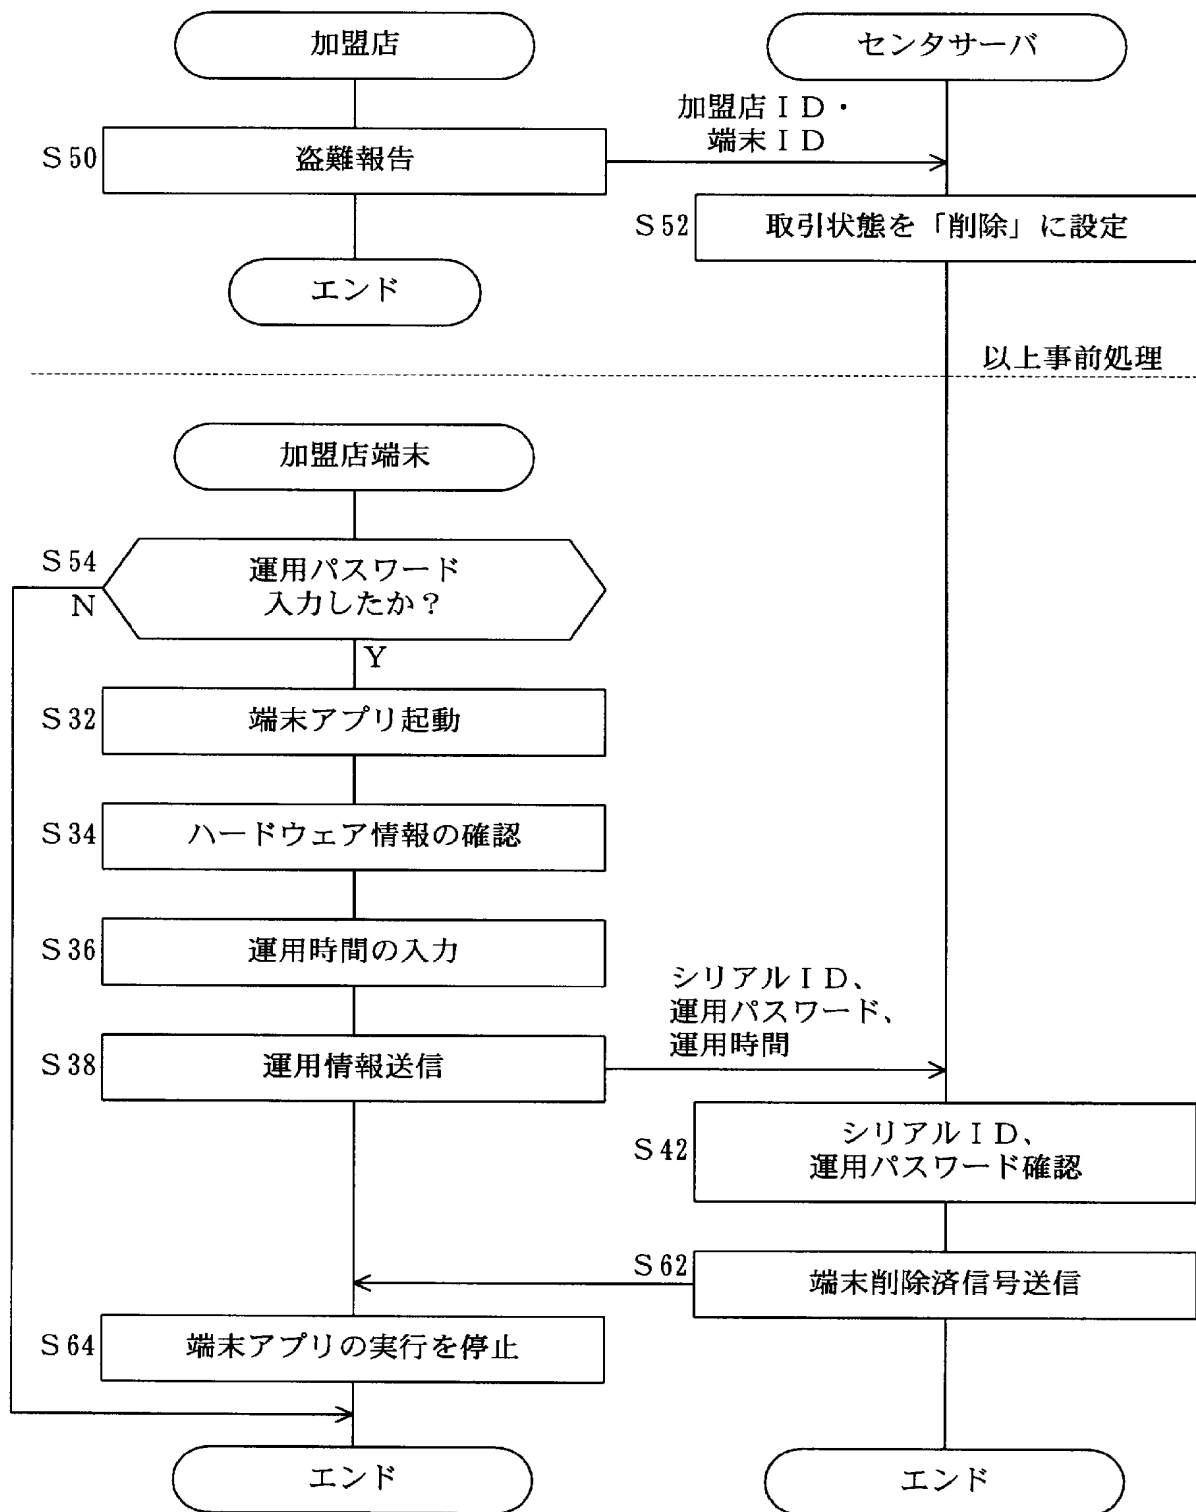 加盟店
センタサーバ
加盟店ＩＤ・
端末ＩＤ
S50
盗難報告
S52
取引状態を「削除」に設定
エンド
以上事前処理
加盟店端末
S54
運用パスワード
入力したか？
N
Y
S32
端末アプリ起動
S34
ハードウェア情報の確認
S36
運用時間の入力
シリアルＩＤ、
運用パスワード、
運用時間
S38
運用情報送信
S42
シリアルＩＤ、
運用パスワード確認
S62
端末削除済信号送信
S64
端末アプリの実行を停止
エンド
エンド